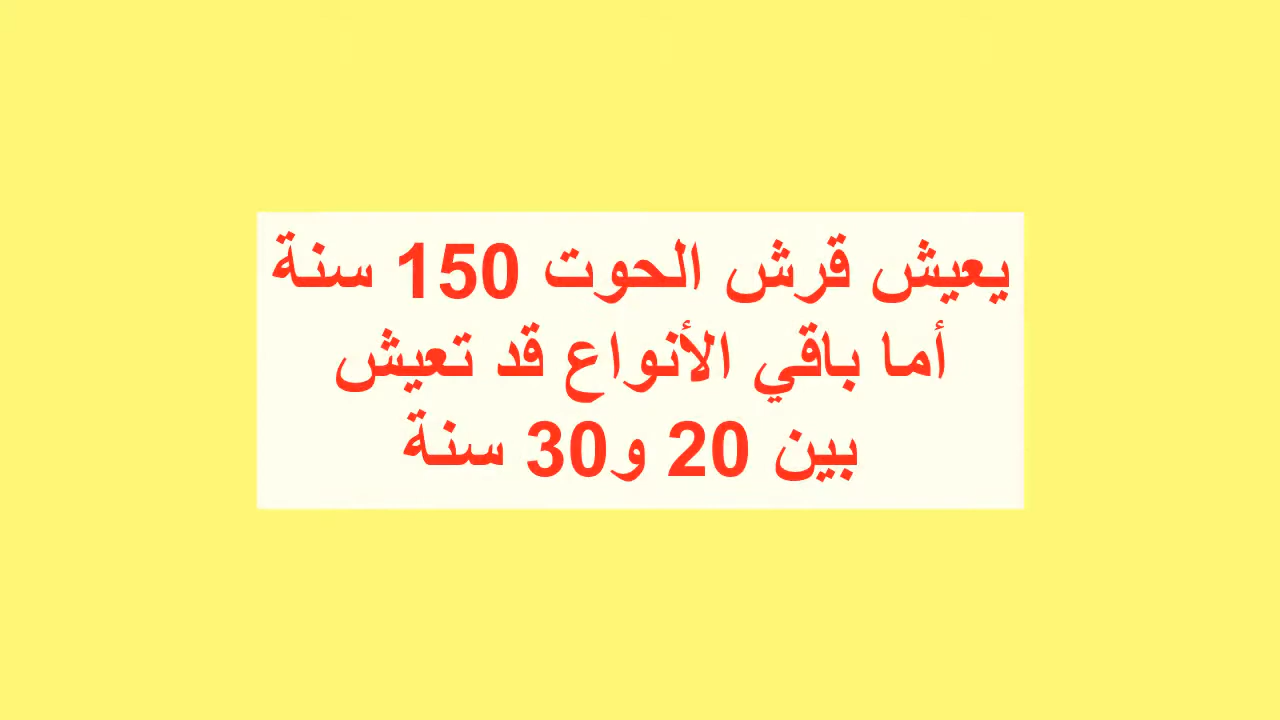 يعيش قرش الحوت 150 سنة
أما باقي الأنواع قد تعيش
بين 20 و30 سنة